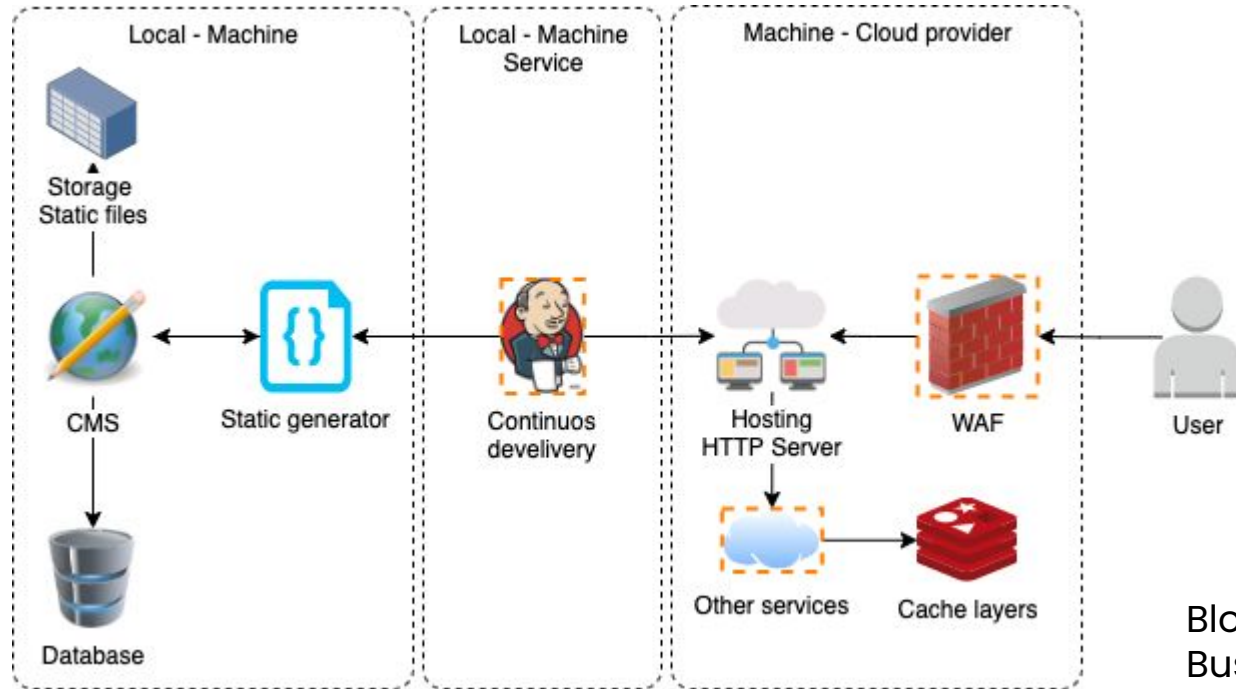 Local - Machine
Local - Machine
Service
Machine - Cloud provider
Storage
Static files
CMS
Static generator
Continuos
develivery
Hosting
HTTP Server
WAF
User
Database
Other services
Cache layers